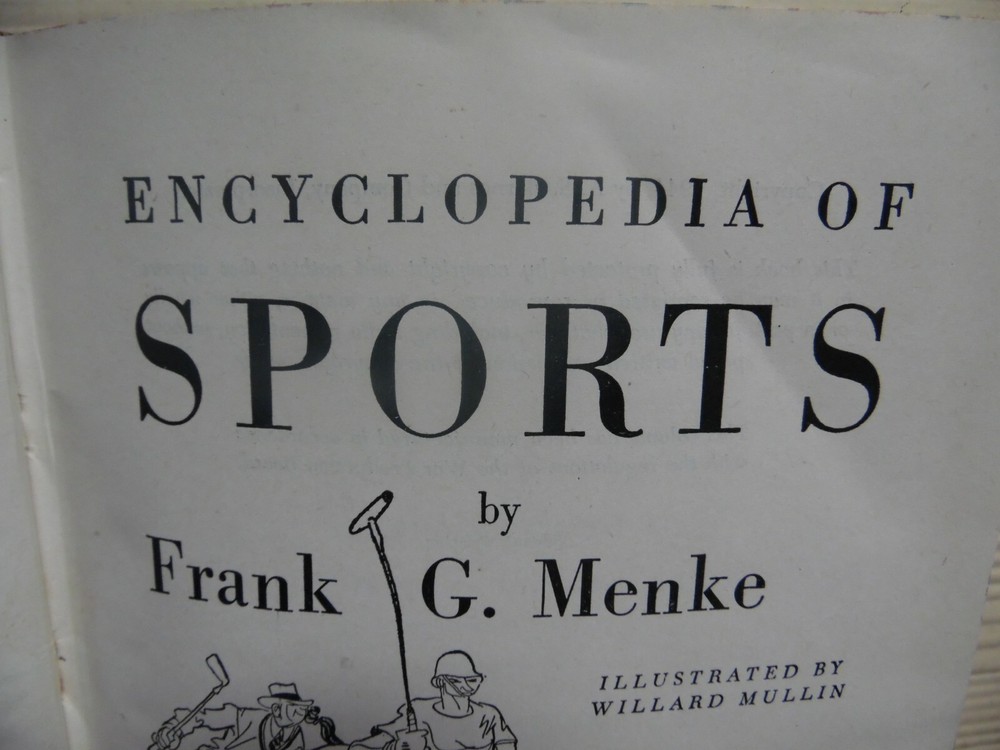 ENCYCLOPEDIA OF
SPORTS
by
Frank G. Menke
ILLUSTRATED BY
WILLARD MULLIN